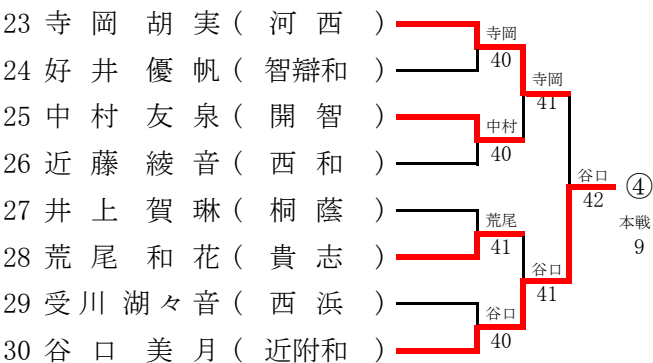 23 寺岡胡実(河西)
24 好井優帆(智辯和)
25 中村友泉(開智)
26 近藤綾音(西和)
27 井上賀琳(桐蔭)
28 荒尾和花(貴志)
29 受川湖々音(西浜)
30 谷口美月(近附和)
寺岡
40
中村
40
荒尾
41
谷口
40
寺岡
41
谷口
41
谷口
42
④
本戦
9